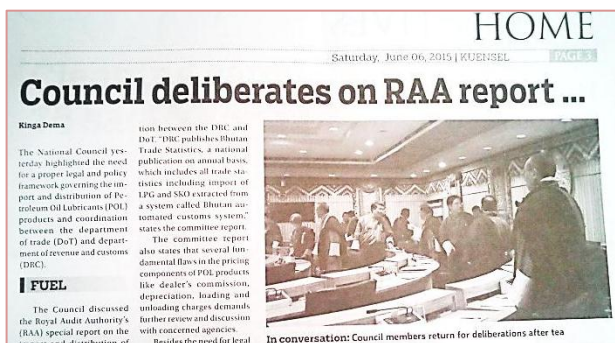 HOME
Saturday, June 06, 2015 | KUENSEL PAGE 3
Council deliberates on RAA report ...
Kinga Dema
The National Council yes-
terday highlighted the need
for a proper legal and policy
framework governing the im-
port and distribution of Pe-
troleum Oil Lubricants (POL)
products and coordination
between the department
of trade (DoT) and depart-
ment of revenue and customs
(DRC).
FUEL
The Council discussed
the Royal Audit Authority's
(RAA) special report on the
tion between the DRC and
DoT. "DRC publishes Bhutan
Trade Statistics, a national
publication on annual basis,
which includes all trade sta-
tistics including import of
LPG and SKO extracted from
a system called Bhutan au-
tomated customs system,"
states the committee report.
The committee report
also states that several fun-
damental flaws in the pricing
components of POL products
like dealer's commission,
depreciation, loading and
unloading charges demands
further review and discussion
with concerned agencies.
Besides the need for legal
In conversation: Council members return for deliberations after tea